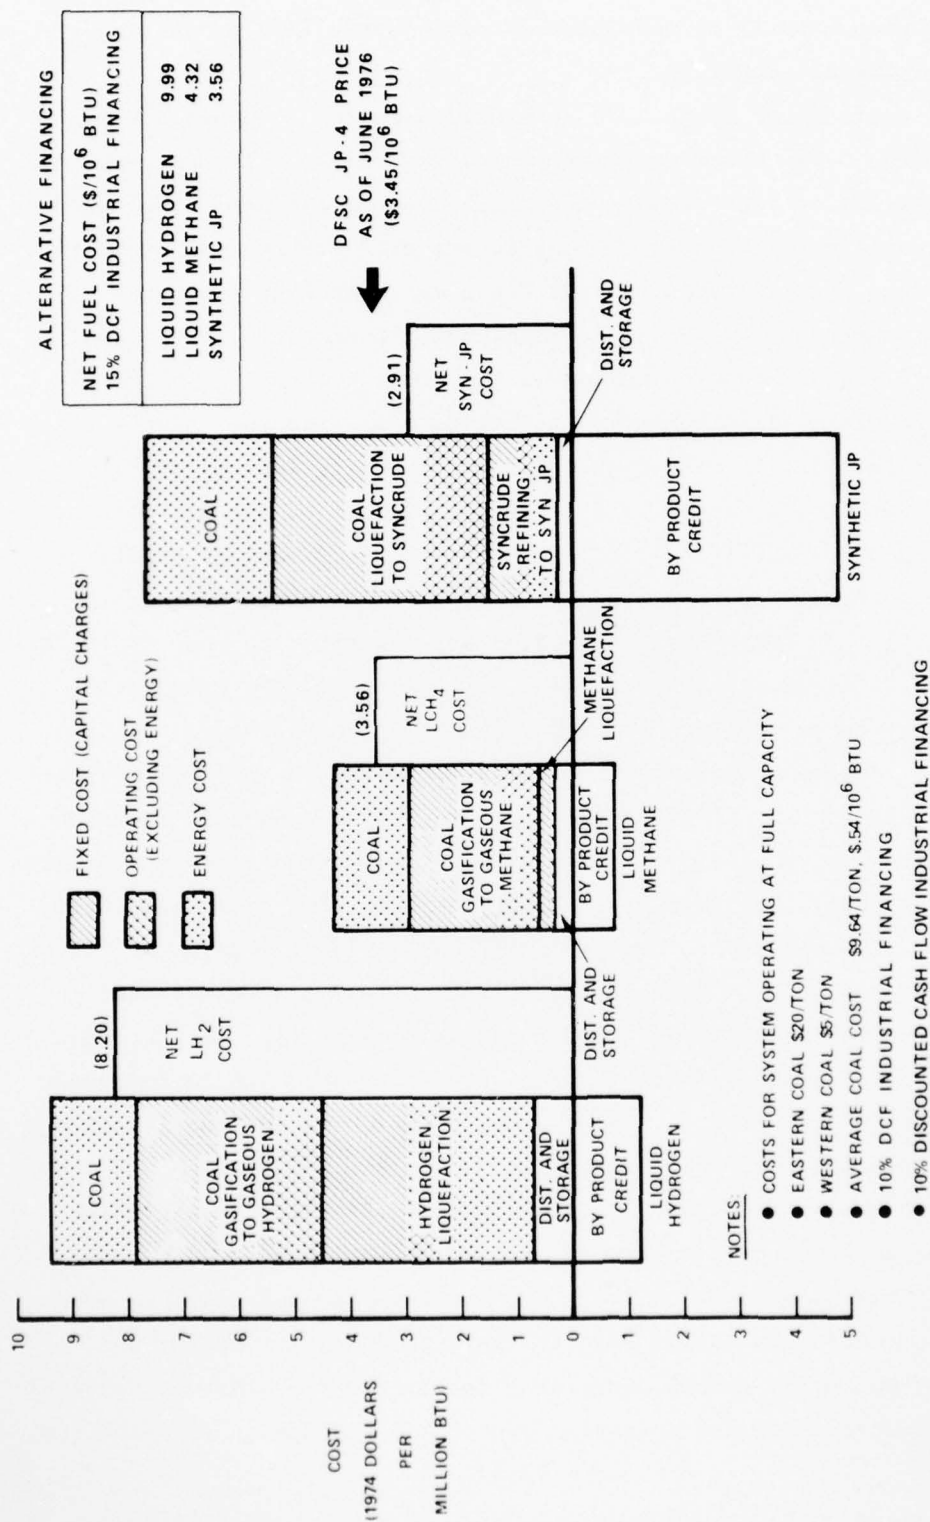 ALTERNATIVE FINANCING
NET FUEL COST ($/10⁶ BTU)
15% DCF INDUSTRIAL FINANCING
LIQUID HYDROGEN 9.99
LIQUID METHANE 4.32
SYNTHETIC JP 3.56
DFSC JP-4 PRICE
AS OF JUNE 1976
($3.45/10⁶ BTU)
FIXED COST (CAPITAL CHARGES)
OPERATING COST
(EXCLUDING ENERGY)
ENERGY COST
COST
(1974 DOLLARS
PER
MILLION BTU)
10
9
8
7
6
5
4
3
2
1
0
1
2
3
4
5
COAL
COAL
GASIFICATION
TO GASEOUS
HYDROGEN
HYDROGEN
LIQUEFACTION
DIST. AND
STORAGE
BY PRODUCT
CREDIT
LIQUID
HYDROGEN
(8.20)
NET
LH₂
COST
DIST. AND
STORAGE
COAL
COAL
GASIFICATION
TO GASEOUS
METHANE
BY PRODUCT
CREDIT
LIQUID
METHANE
(3.56)
NET
LCH₄
COST
METHANE
LIQUEFACTION
COAL
COAL
LIQUEFACTION
TO SYNCRUDE
SYNCRUDE
REFINING
TO SYN JP
BY PRODUCT
CREDIT
SYNTHETIC JP
(2.91)
NET
SYN-JP
COST
DIST. AND
STORAGE
NOTES:
● COSTS FOR SYSTEM OPERATING AT FULL CAPACITY
● EASTERN COAL $20/TON
● WESTERN COAL $5/TON
● AVERAGE COAL COST $9.64/TON, $.54/10⁶ BTU
● 10% DCF INDUSTRIAL FINANCING
● 10% DISCOUNTED CASH FLOW INDUSTRIAL FINANCING